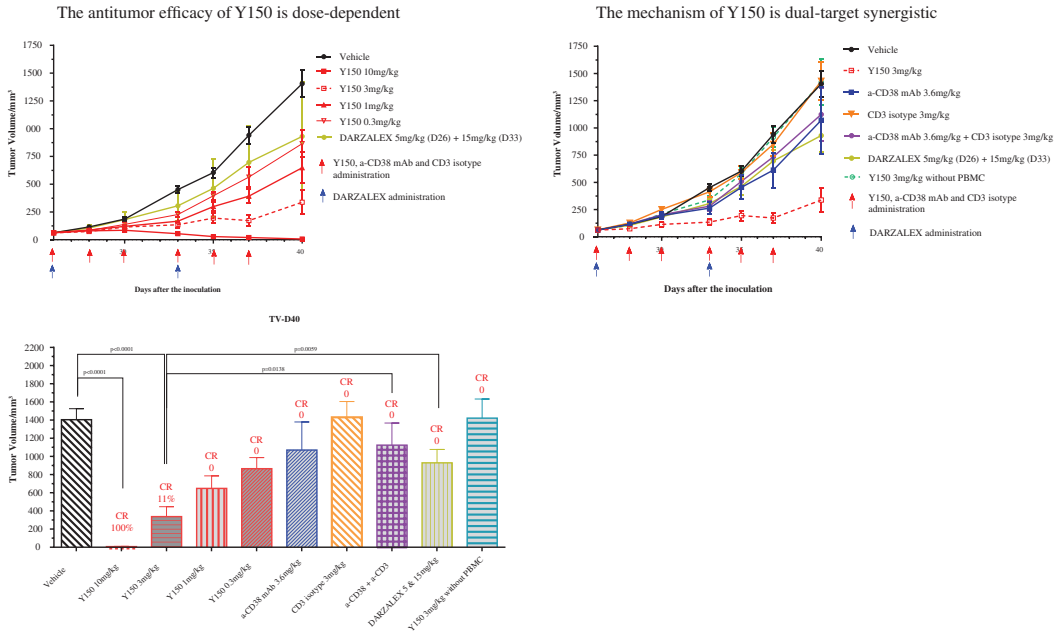 The antitumor efficacy of Y150 is dose-dependent
Tumor Volume/mm³
1750
1500
1250
000
750
500
250
0
40
Days after the inoculation
Vehicle
Y150 10mg/kg
Y150 3mg/kg
Y150 1mg/kg
Y150 0.3mg/kg
DARZALEX 5mg/kg (D26) + 15mg/kg (D33)
Y150, a-CD38 mAb and CD3 isotype
administration
DARZALEX administration
The mechanism of Y150 is dual-target synergistic
1750
1500
1250
1000
750
500
250
0
40
Days after the inoculation
Vehicle
Y150 3mg/kg
a-CD38 mAb 3.6mg/kg
CD3 isotype 3mg/kg
a-CD38 mAb 3.6mg/kg + CD3 isotype 3mg/kg
DARZALEX 5mg/kg (D26) + 15mg/kg (D33)
Y150 3mg/kg without PBMC
Y150, a-CD38 mAb and CD3 isotype
administration
DARZALEX administration
TV-D40
Tumor Volume/mm³
2200
2000
1800
1600
1400
1200
1000
800
600
400
200
0
p<0.0001
p<0.0001
p=0.0059
p=0.0138
CR
100%
CR
11%
CR
0
CR
0
CR
0
CR
0
CR
0
CR
0
CR
0
Vehicle
Y150 10mg/kg
Y150 3mg/kg
Y150 1mg/kg
Y150 0.3mg/kg
a-CD38 mAb 3.6mg/kg
CD3 isotype 3mg/kg
a-CD38 + a-CD3
DARZALEX 5 & 15mg/kg
Y150 3mg/kg without PBMC